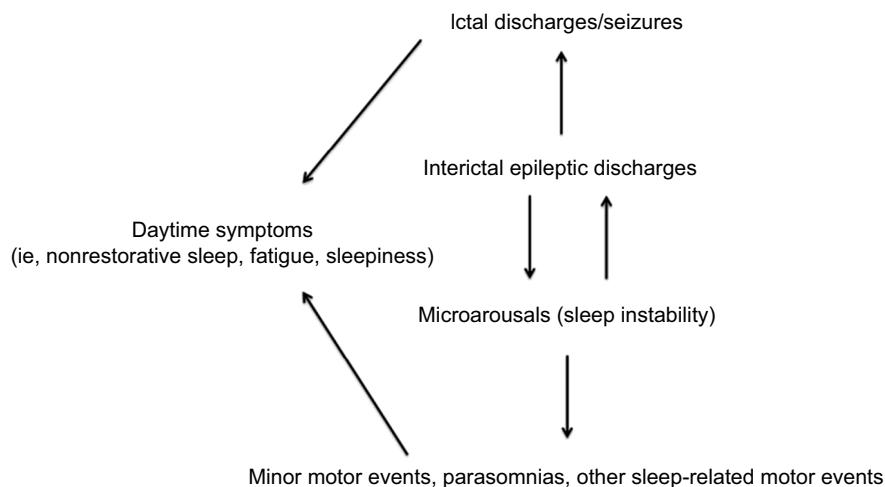 Ictal discharges/seizures
Interictal epileptic discharges
Daytime symptoms
(ie, nonrestorative sleep, fatigue, sleepiness)
Microarousals (sleep instability)
Minor motor events, parasomnias, other sleep-related motor events